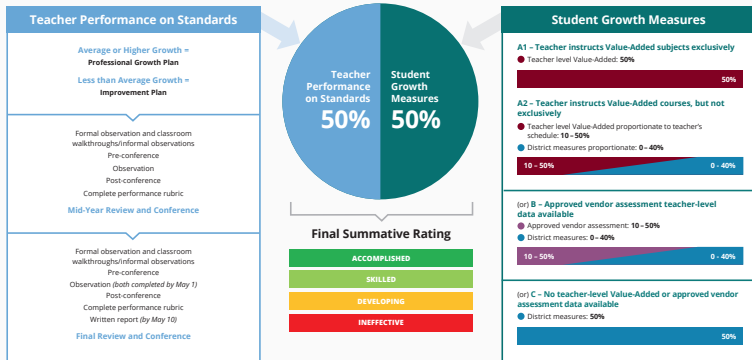 Teacher Performance on Standards
Average or Higher Growth =
Professional Growth Plan
Less than Average Growth =
Improvement Plan
Formal observation and classroom
walkthroughs/informal observations
Pre-conference
Observation
Post-conference
Complete performance rubric
Mid-Year Review and Conference
Formal observation and classroom
walkthroughs/informal observations
Pre-conference
Observation (both completed by May 1)
Post-conference
Complete performance rubric
Written report (by May 10)
Final Review and Conference
Teacher
Performance
on Standards
50%
Student
Growth
Measures
50%
Final Summative Rating
ACCOMPLISHED
SKILLED
DEVELOPING
INEFFECTIVE
Student Growth Measures
A1 – Teacher instructs Value-Added subjects exclusively
Teacher level Value-Added: 50%
50%
A2 – Teacher instructs Value-Added courses, but not
exclusively
Teacher level Value-Added proportionate to teacher's
schedule: 10 – 50%
District measures proportionate: 0 – 40%
10 – 50%
0 - 40%
(or) B – Approved vendor assessment teacher-level
data available
Approved vendor assessment: 10 – 50%
District measures: 0 – 40%
10 – 50%
0 - 40%
(or) C – No teacher-level Value-Added or approved vendor
assessment data available
District measures: 50%
50%